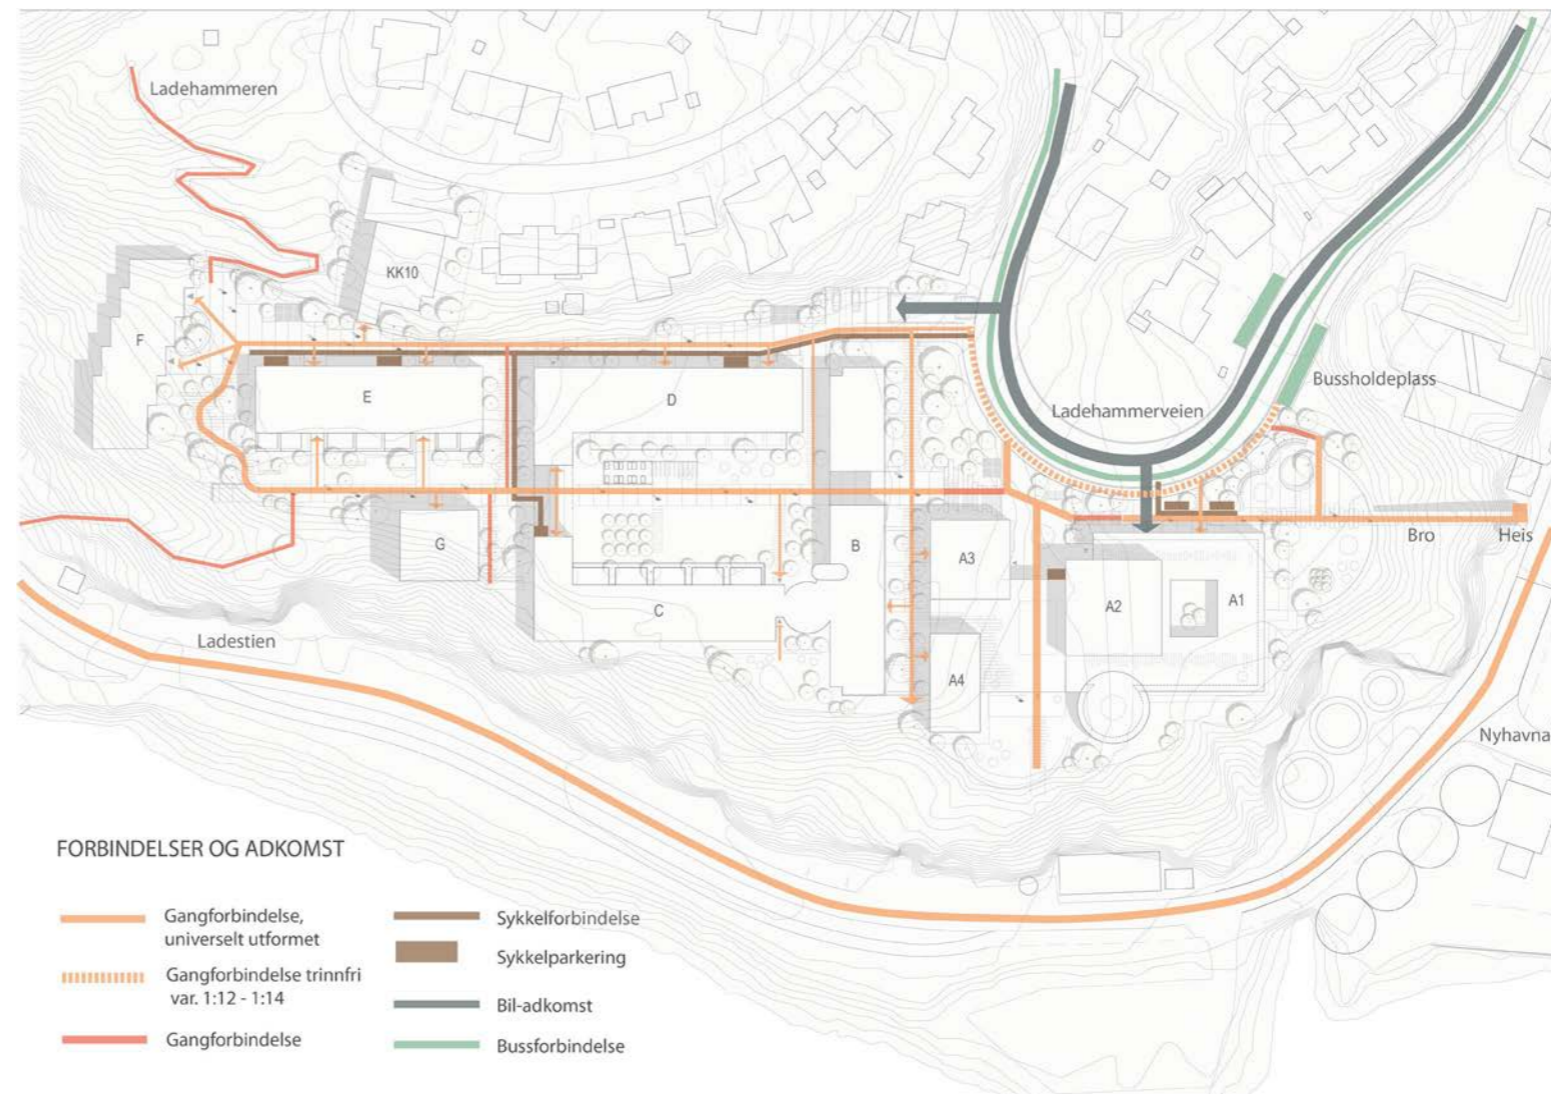 Ladehammeren
KK10
F
Bussholdeplass
E
D
Ladehammerveien
Bro
Heis
G
B
A3
C
A2
A1
Ladestien
A4
Nyhavna
FORBINDELSER OG ADKOMST
Gangforbindelse,
universelt utformet
Gangforbindelse trinnfri
var. 1:12 - 1:14
Gangforbindelse
Sykkelforbindelse
Sykkelparkering
Bil-adkomst
Bussforbindelse